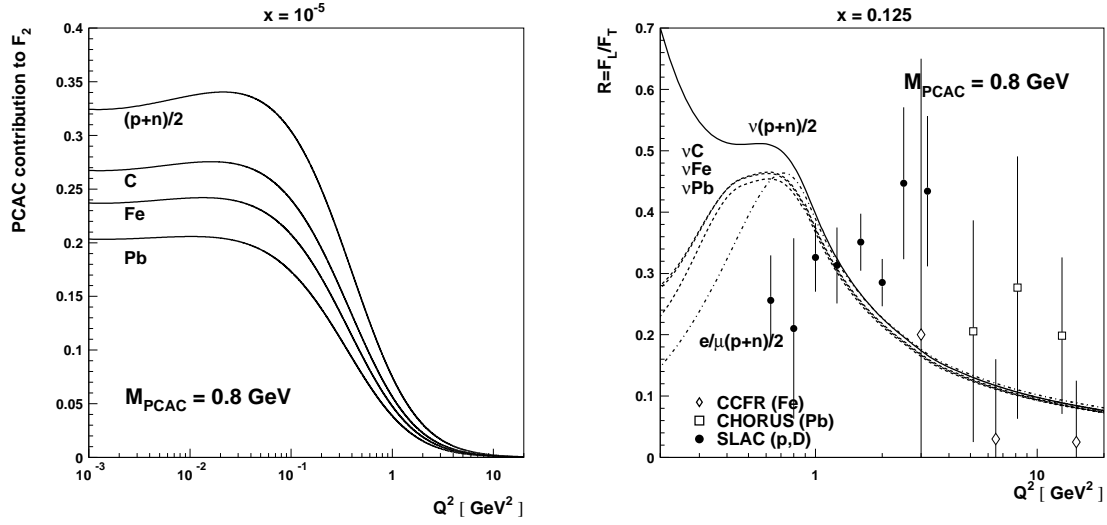 x = 10^-5
PCAC contribution to F_2
0.4
0.35
0.3
0.25
0.2
0.15
0.1
0.05
0
(p+n)/2
C
Fe
Pb
M_PCAC = 0.8 GeV
10^-3 10^-2 10^-1 1 10
Q^2 [ GeV^2 ]
x = 0.125
R=F_L/F_T
0.7
0.6
0.5
0.4
0.3
0.2
0.1
0
M_PCAC = 0.8 GeV
ν(p+n)/2
νC
νFe
νPb
e/μ(p+n)/2
CCFR (Fe)
CHORUS (Pb)
SLAC (p,D)
1 10
Q^2 [ GeV^2 ]